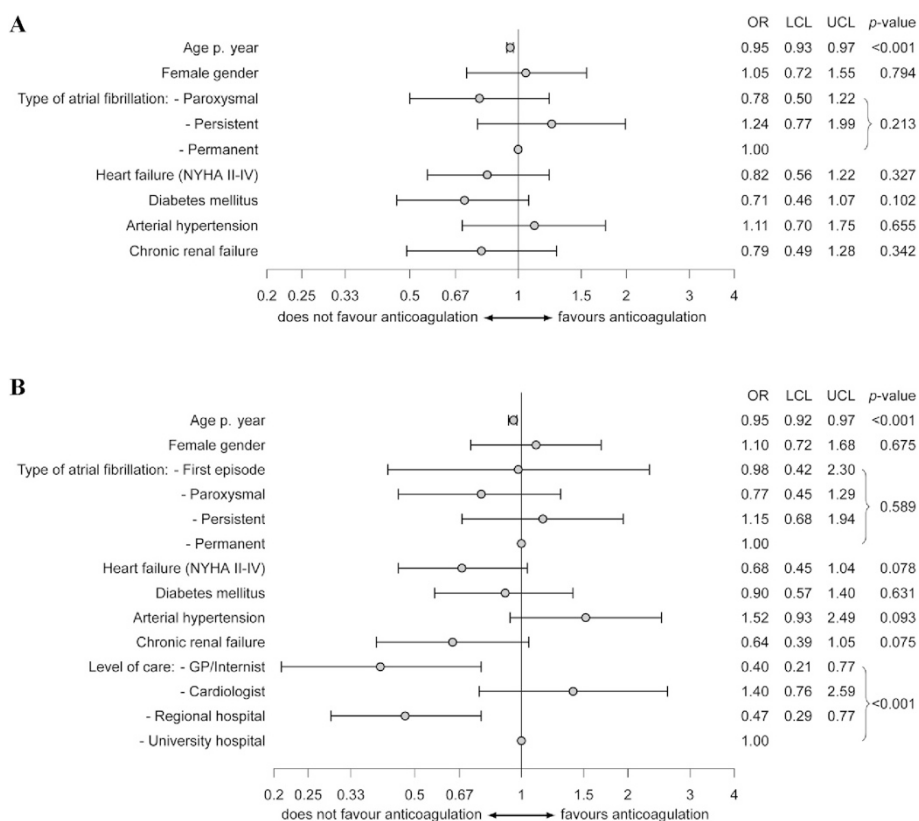 A
OR LCL UCL p-value
Age p. year 0.95 0.93 0.97 <0.001
Female gender 1.05 0.72 1.55 0.794
Type of atrial fibrillation: - Paroxysmal 0.78 0.50 1.22
- Persistent 1.24 0.77 1.99 0.213
- Permanent 1.00
Heart failure (NYHA II-IV) 0.82 0.56 1.22 0.327
Diabetes mellitus 0.71 0.46 1.07 0.102
Arterial hypertension 1.11 0.70 1.75 0.655
Chronic renal failure 0.79 0.49 1.28 0.342
0.2 0.25 0.33 0.5 0.67 1 1.5 2 3 4
does not favour anticoagulation favours anticoagulation
B
OR LCL UCL p-value
Age p. year 0.95 0.92 0.97 <0.001
Female gender 1.10 0.72 1.68 0.675
Type of atrial fibrillation: - First episode 0.98 0.42 2.30
- Paroxysmal 0.77 0.45 1.29
0.589
- Persistent 1.15 0.68 1.94
- Permanent 1.00
Heart failure (NYHA II-IV) 0.68 0.45 1.04 0.078
Diabetes mellitus 0.90 0.57 1.40 0.631
Arterial hypertension 1.52 0.93 2.49 0.093
Chronic renal failure 0.64 0.39 1.05 0.075
Level of care: - GP/Internist 0.40 0.21 0.77
- Cardiologist 1.40 0.76 2.59
<0.001
- Regional hospital 0.47 0.29 0.77
- University hospital 1.00
0.2 0.25 0.33 0.5 0.67 1 1.5 2 3 4
does not favour anticoagulation favours anticoagulation